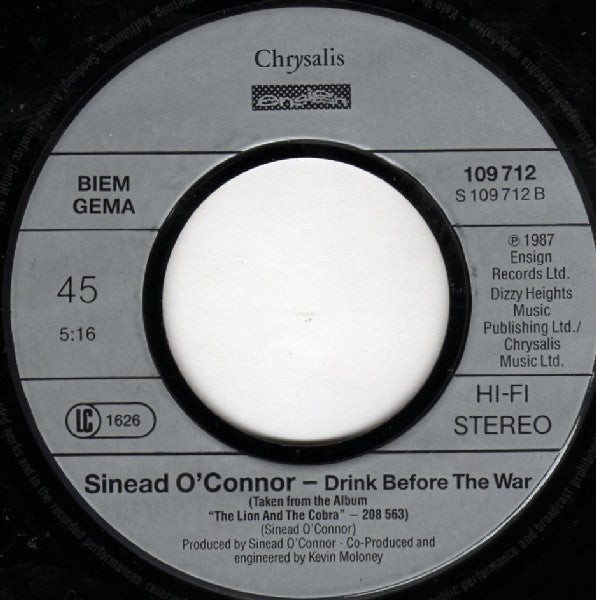 Chrysalis
ensign
BIEM
GEMA
109 712
S 109 712 B
45
5:16
℗ 1987
Ensign
Records Ltd.
Dizzy Heights
Music
Publishing Ltd./
Chrysalis
Music Ltd.
LC 1626
HI-FI
STEREO
Sinead O'Connor – Drink Before The War
(Taken from the Album
"The Lion And The Cobra" – 208 563)
(Sinead O'Connor)
Produced by Sinead O'Connor · Co-Produced and
engineered by Kevin Moloney